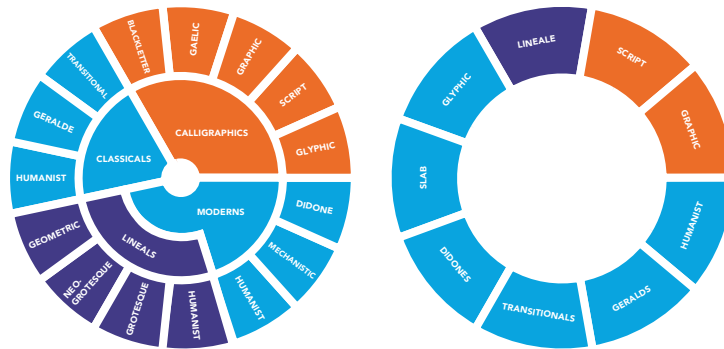 BLACKLETTER
GAELIC
GRAPHIC
SCRIPT
GLYPHIC
DIDONE
MECHANISTIC
HUMANIST
HUMANIST
GROTESQUE
NEO-
GROTESQUE
GEOMETRIC
HUMANIST
GERALDE
TRANSITIONAL
CALLIGRAPHICS
CLASSICALS
MODERNS
LINEALS
LINEALE
SCRIPT
GRAPHIC
HUMANIST
GERALDS
TRANSITIONALS
DIDONES
SLAB
GLYPHIC